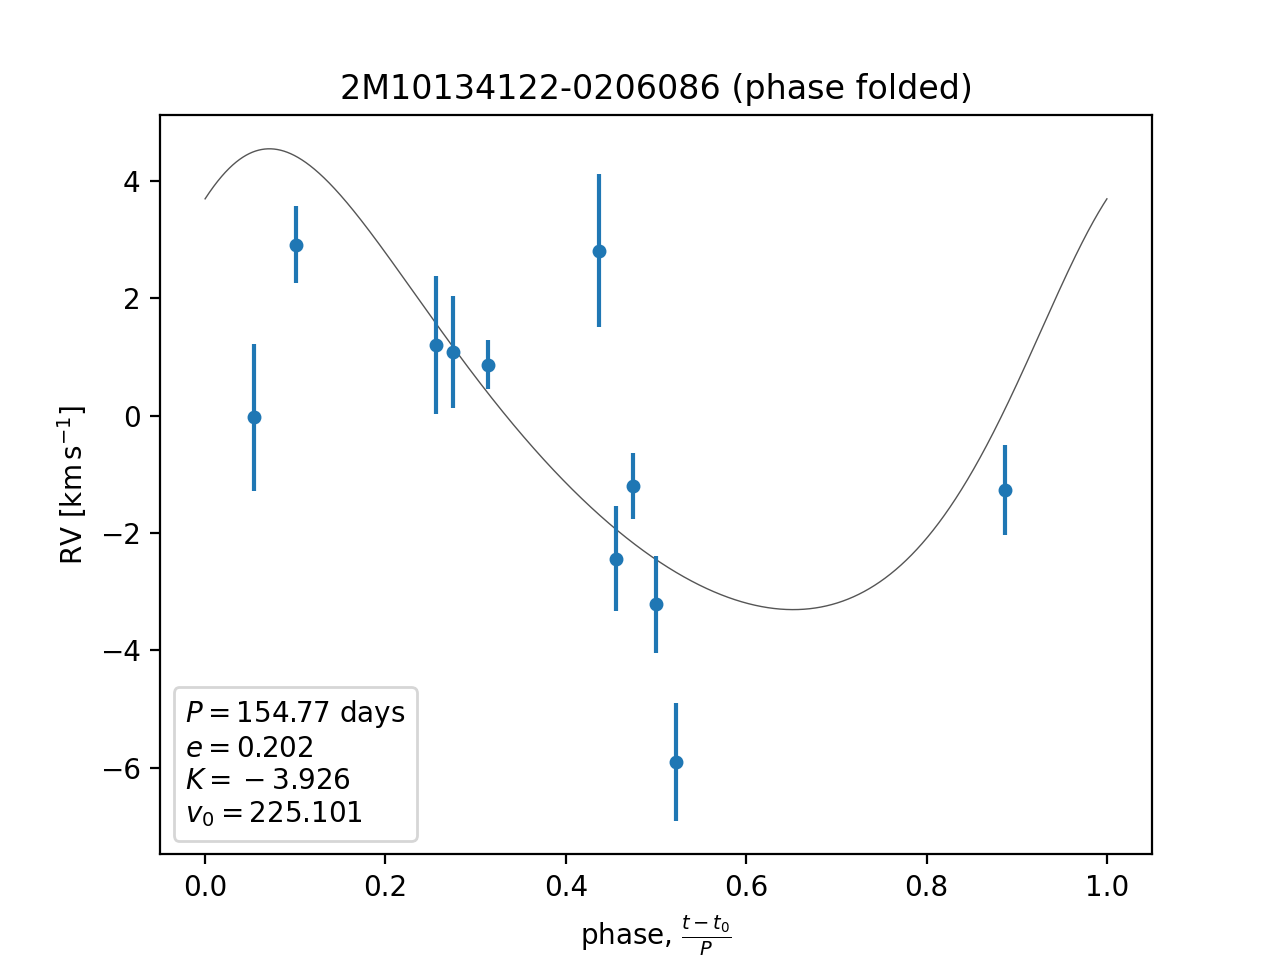 2M10134122-0206086 (phase folded)
RV [km s⁻¹]
4
2
0
−2
−4
−6
P = 154.77 days
e = 0.202
K = − 3.926
v₀ = 225.101
0.0 0.2 0.4 0.6 0.8 1.0
phase, (t − t₀)/P